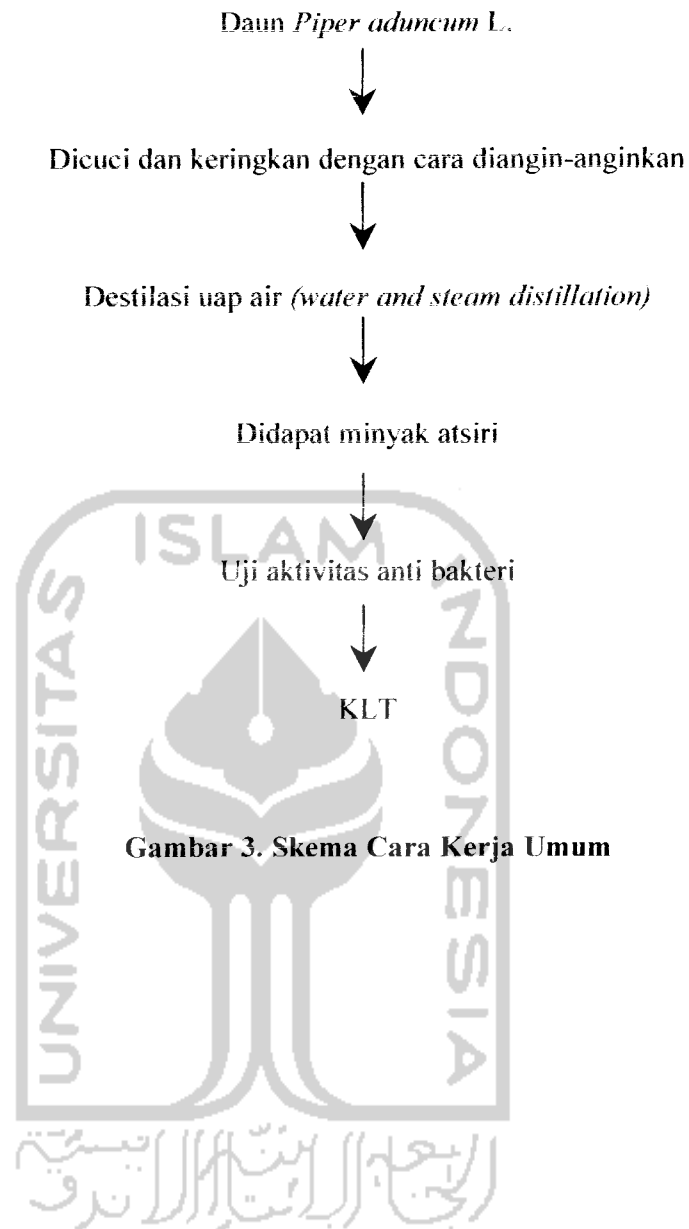 Daun Piper aduncum L.
Dicuci dan keringkan dengan cara diangin-anginkan
Destilasi uap air (water and steam distillation)
Didapat minyak atsiri
Uji aktivitas anti bakteri
KLT
Gambar 3. Skema Cara Kerja Umum
UNIVERSITAS ISLAM INDONESIA